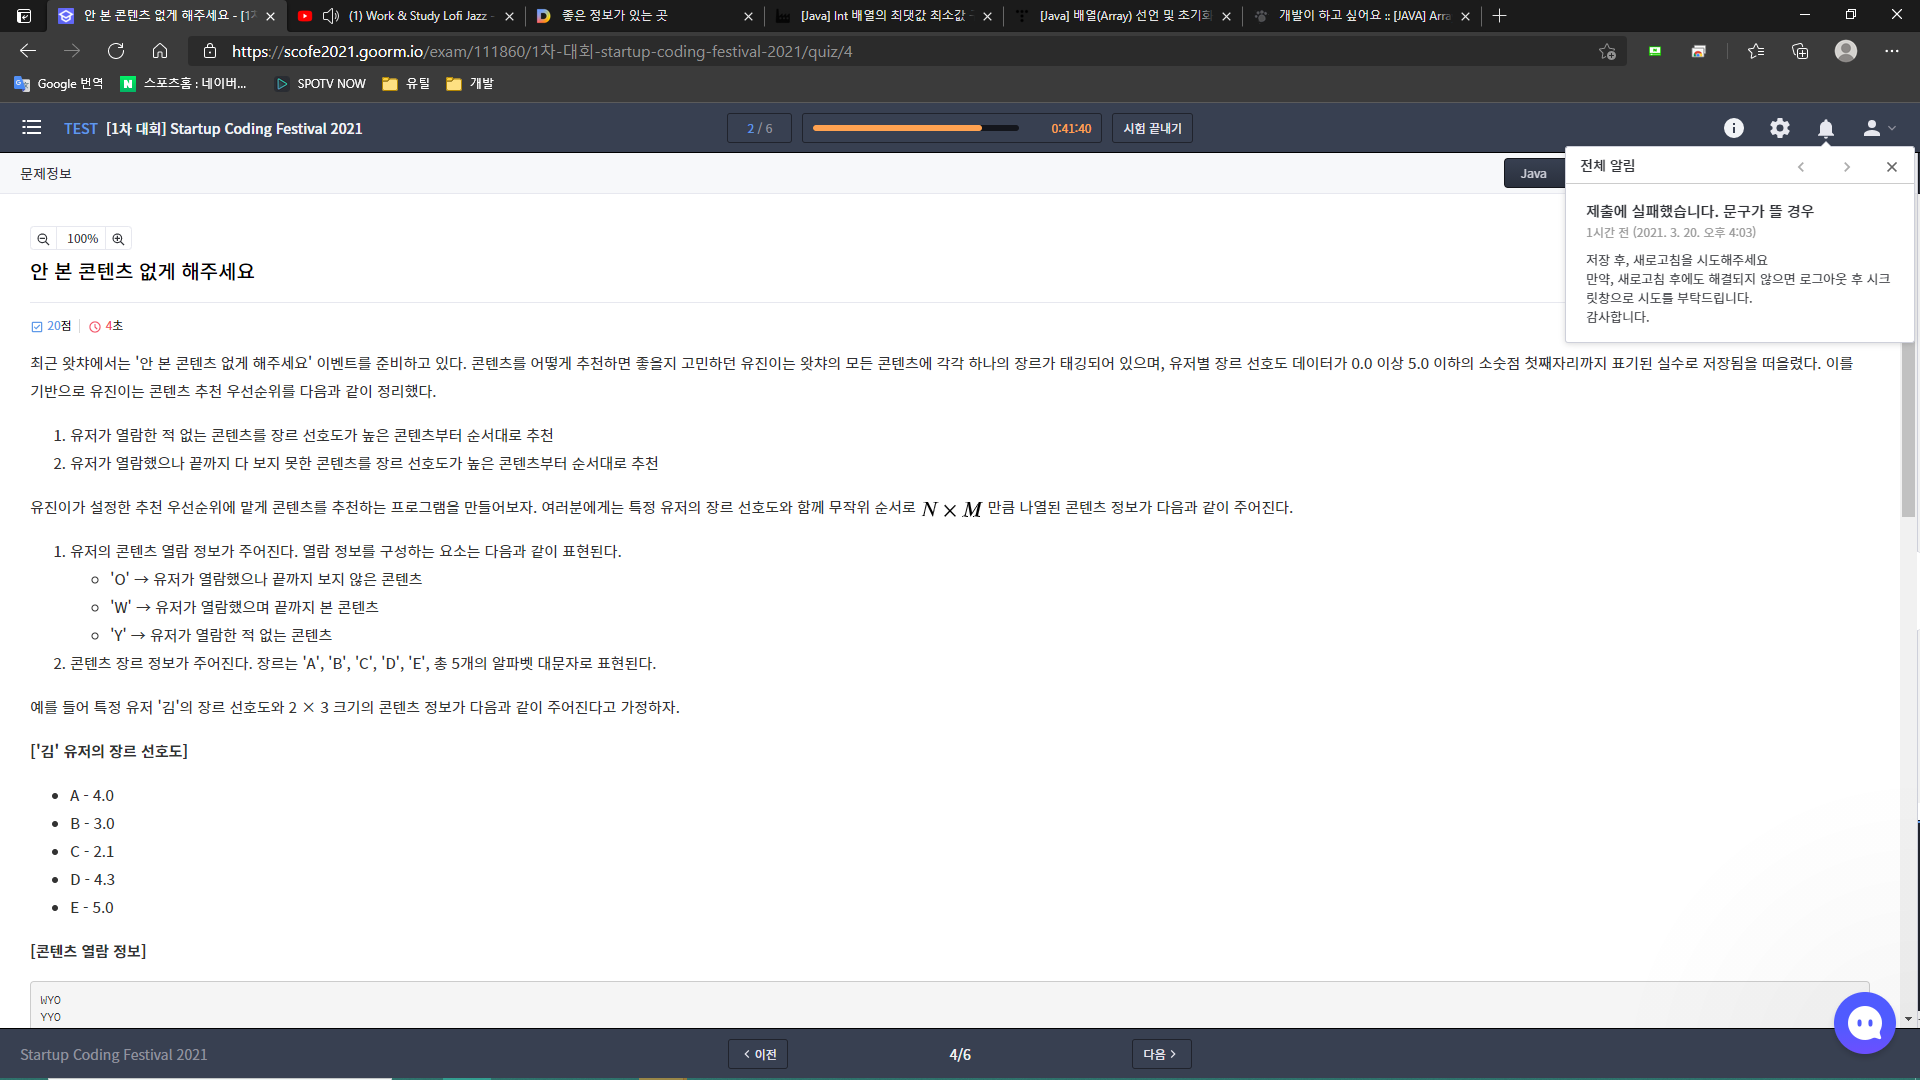 안 본 콘텐츠 없게 해주세요 - [1차
(1) Work & Study Lofi Jazz -
좋은 정보가 있는 곳
[Java] Int 배열의 최댓값 최소값
[Java] 배열(Array) 선언 및 초기화
개발이 하고 싶어요 :: [JAVA] Arra
https://scofe2021.goorm.io/exam/111860/1차-대회-startup-coding-festival-2021/quiz/4
Google 번역
스포츠홈 : 네이버...
SPOTV NOW
유틸
개발
TEST [1차 대회] Startup Coding Festival 2021
2 / 6
0:41:40
시험 끝내기
문제정보
Java
전체 알림
제출에 실패했습니다. 문구가 뜰 경우
1시간 전 (2021. 3. 20. 오후 4:03)
저장 후, 새로고침을 시도해주세요
만약, 새로고침 후에도 해결되지 않으면 로그아웃 후 시크
릿창으로 시도를 부탁드립니다.
감사합니다.
100%
안 본 콘텐츠 없게 해주세요
20점
4초
최근 왓챠에서는 '안 본 콘텐츠 없게 해주세요' 이벤트를 준비하고 있다. 콘텐츠를 어떻게 추천하면 좋을지 고민하던 유진이는 왓챠의 모든 콘텐츠에 각각 하나의 장르가 태깅되어 있으며, 유저별 장르 선호도 데이터가 0.0 이상 5.0 이하의 소숫점 첫째자리까지 표기된 실수로 저장됨을 떠올렸다. 이를
기반으로 유진이는 콘텐츠 추천 우선순위를 다음과 같이 정리했다.
1. 유저가 열람한 적 없는 콘텐츠를 장르 선호도가 높은 콘텐츠부터 순서대로 추천
2. 유저가 열람했으나 끝까지 다 보지 못한 콘텐츠를 장르 선호도가 높은 콘텐츠부터 순서대로 추천
유진이가 설정한 추천 우선순위에 맡게 콘텐츠를 추천하는 프로그램을 만들어보자. 여러분에게는 특정 유저의 장르 선호도와 함께 무작위 순서로 N × M 만큼 나열된 콘텐츠 정보가 다음과 같이 주어진다.
1. 유저의 콘텐츠 열람 정보가 주어진다. 열람 정보를 구성하는 요소는 다음과 같이 표현된다.
'O' → 유저가 열람했으나 끝까지 보지 않은 콘텐츠
'W' → 유저가 열람했으며 끝까지 본 콘텐츠
'Y' → 유저가 열람한 적 없는 콘텐츠
2. 콘텐츠 장르 정보가 주어진다. 장르는 'A', 'B', 'C', 'D', 'E', 총 5개의 알파벳 대문자로 표현된다.
예를 들어 특정 유저 '김'의 장르 선호도와 2 × 3 크기의 콘텐츠 정보가 다음과 같이 주어진다고 가정하자.
['김' 유저의 장르 선호도]
A - 4.0
B - 3.0
C - 2.1
D - 4.3
E - 5.0
[콘텐츠 열람 정보]
WYO
YYO
Startup Coding Festival 2021
이전
4/6
다음